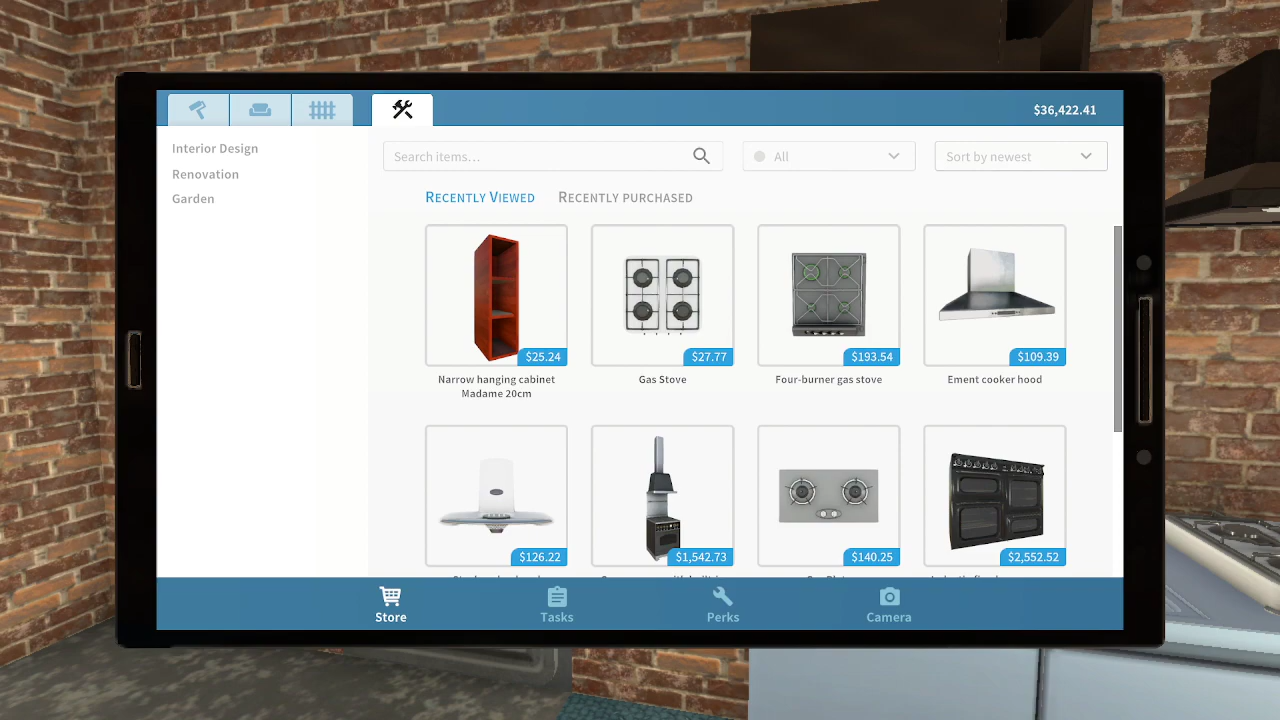 $36,422.41
Interior Design
Renovation
Garden
Search items...
All
Sort by newest
Recently Viewed
Recently purchased
$25.24
$27.77
$193.54
$109.39
Narrow hanging cabinet
Madame 20cm
Gas Stove
Four-burner gas stove
Ement cooker hood
$126.22
$1,542.73
$140.25
$2,552.52
Store
Tasks
Perks
Camera